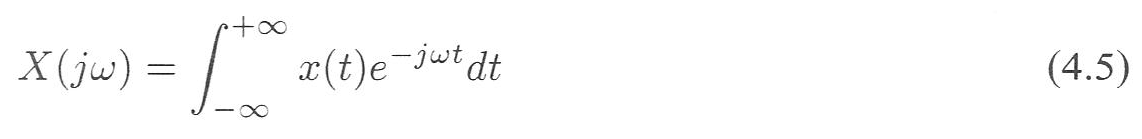 X(jω) = ∫_{-∞}^{+∞} x(t)e^{-jωt}dt (4.5)